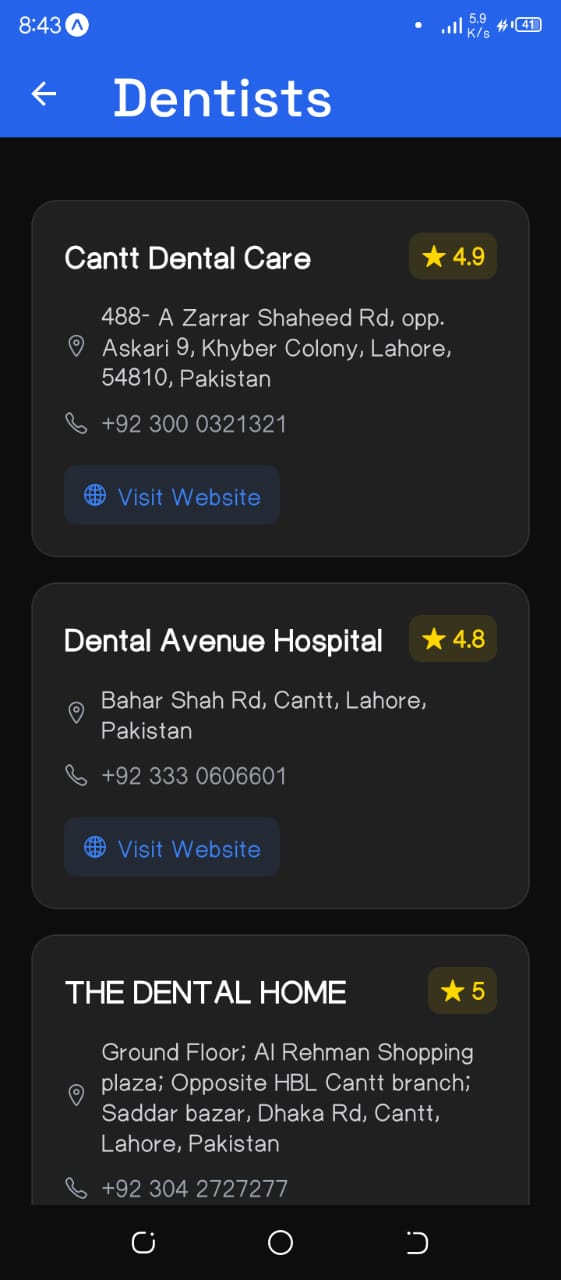 8:43
5.9
K/s
41
Dentists
Cantt Dental Care
4.9
488- A Zarrar Shaheed Rd, opp.
Askari 9, Khyber Colony, Lahore,
54810, Pakistan
+92 300 0321321
Visit Website
Dental Avenue Hospital
4.8
Bahar Shah Rd, Cantt, Lahore,
Pakistan
+92 333 0606601
Visit Website
THE DENTAL HOME
5
Ground Floor; Al Rehman Shopping
plaza; Opposite HBL Cantt branch;
Saddar bazar, Dhaka Rd, Cantt,
Lahore, Pakistan
+92 304 2727277